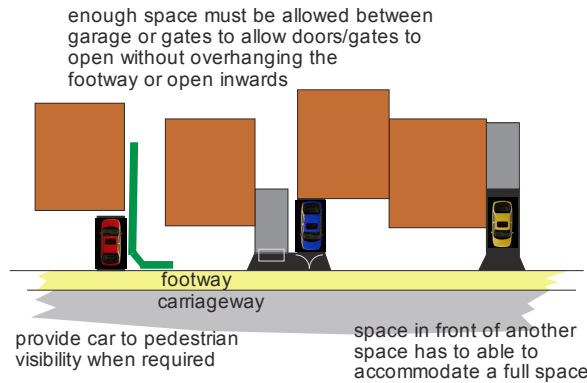 enough space must be allowed between
garage or gates to allow doors/gates to
open without overhanging the
footway or open inwards
footway
carriageway
provide car to pedestrian
visibility when required
space in front of another
space has to able to
accommodate a full space